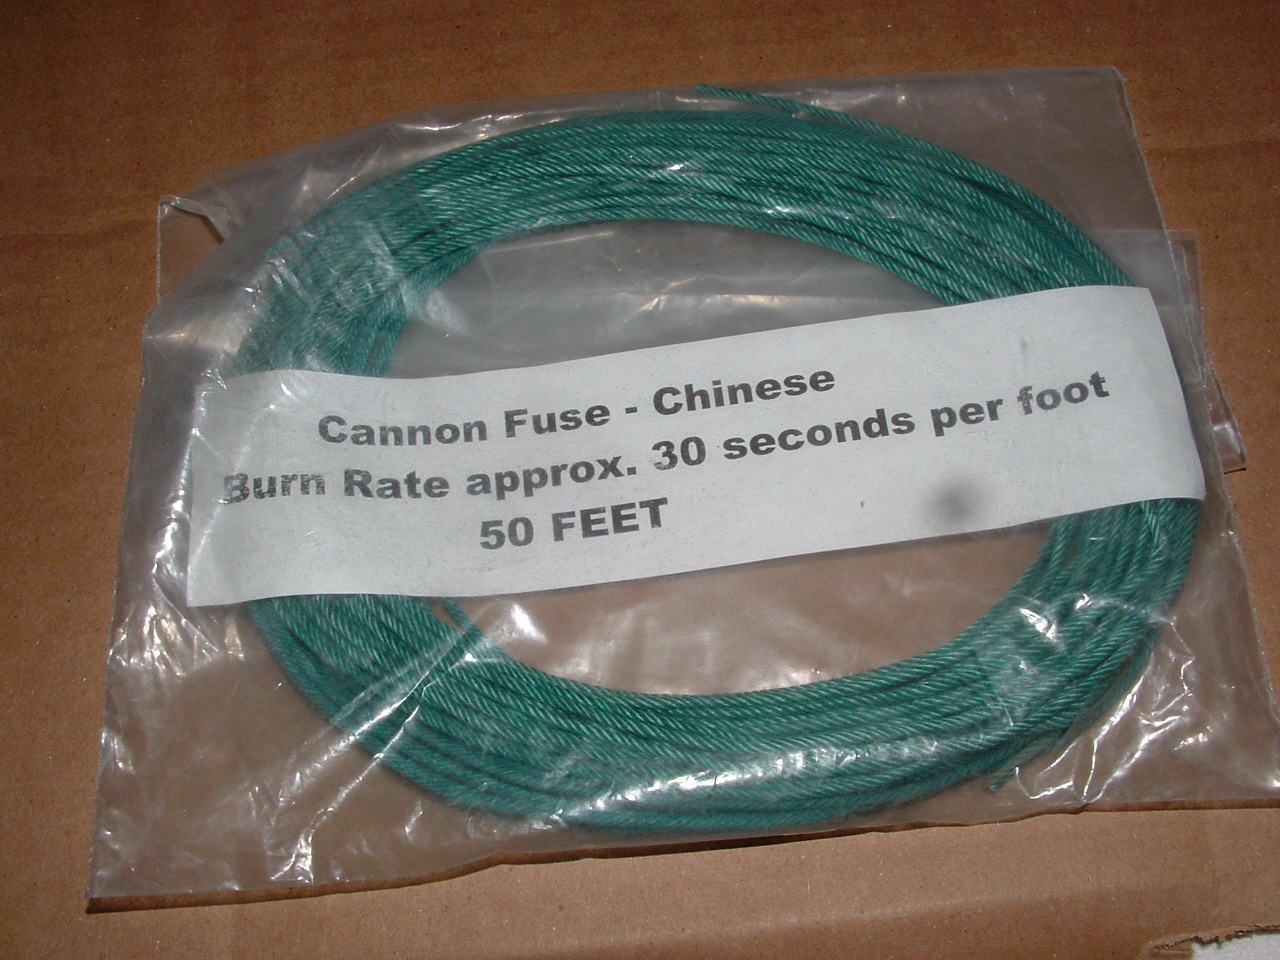 Cannon Fuse - Chinese
Burn Rate approx. 30 seconds per foot
50 FEET